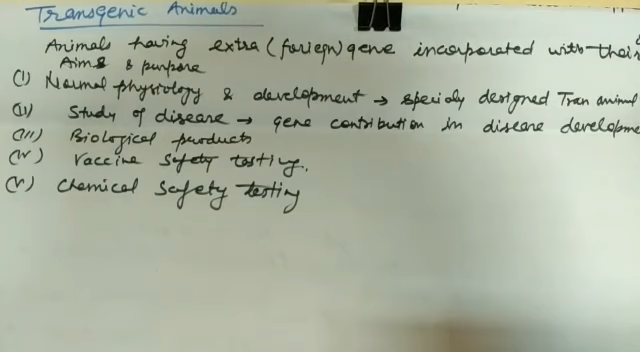 Transgenic Animals
Animals having extra (foriegn) gene incorporated with their
Aims & purpose
(I) Normal physiology & development → specialy designed Tran animal
(II) Study of disease → gene contribution in disease developme
(III) Biological products
(IV) Vaccine safety testing.
(V) Chemical safety testing